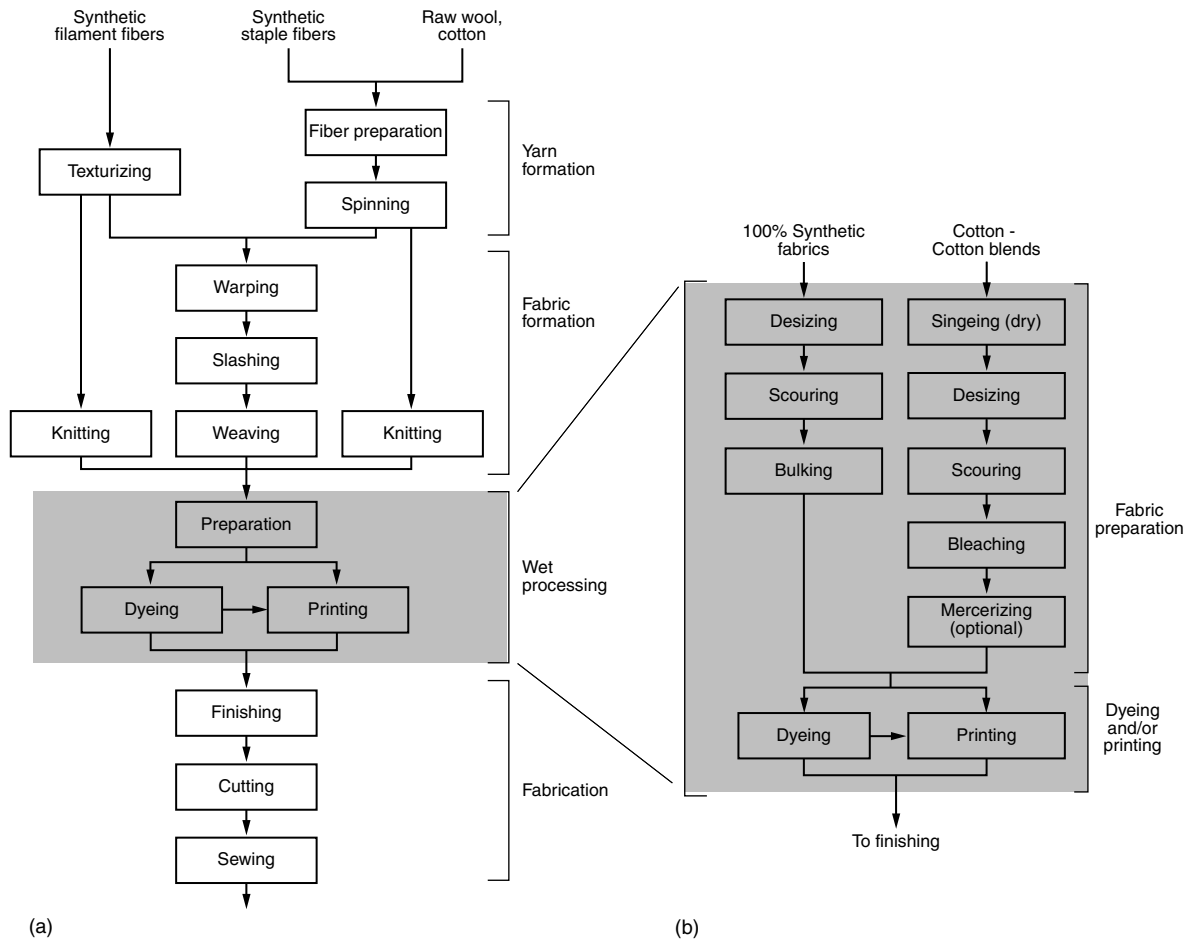 Synthetic
filament fibers
Synthetic
staple fibers
Raw wool,
cotton
Fiber preparation
Texturizing
Spinning
Yarn
formation
Warping
Slashing
Knitting
Weaving
Knitting
Fabric
formation
Preparation
Dyeing
Printing
Wet
processing
Finishing
Cutting
Sewing
Fabrication
(a)
100% Synthetic
fabrics
Cotton -
Cotton blends
Desizing
Singeing (dry)
Scouring
Desizing
Bulking
Scouring
Bleaching
Mercerizing
(optional)
Fabric
preparation
Dyeing
Printing
Dyeing
and/or
printing
To finishing
(b)